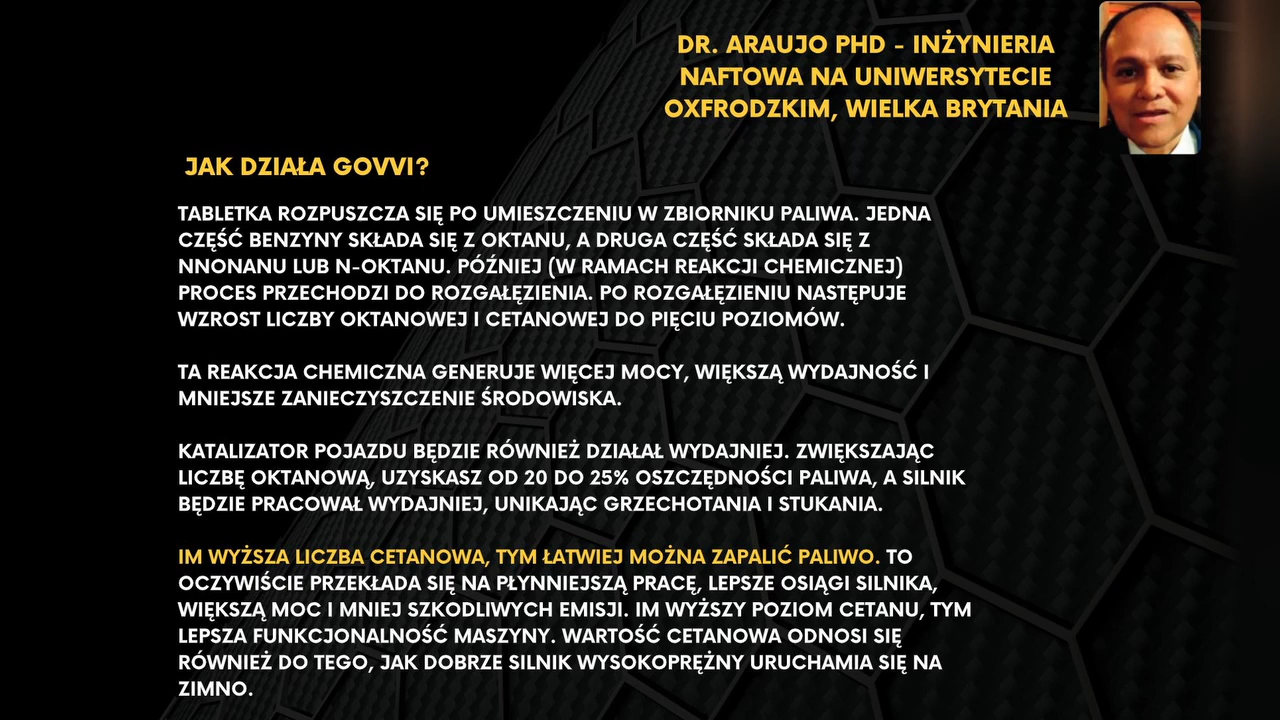 DR. ARAUJO PHD - INŻYNIERIA
NAFTOWA NA UNIWERSYTECIE
OXFRODZKIM, WIELKA BRYTANIA
JAK DZIAŁA GOVVI?
TABLETKA ROZPUSZCZA SIĘ PO UMIESZCZENIU W ZBIORNIKU PALIWA. JEDNA
CZĘŚĆ BENZYNY SKŁADA SIĘ Z OKTANU, A DRUGA CZĘŚĆ SKŁADA SIĘ Z
NNONANU LUB N-OKTANU. PÓŹNIEJ (W RAMACH REAKCJI CHEMICZNEJ)
PROCES PRZECHODZI DO ROZGAŁĘZIENIA. PO ROZGAŁĘZIENIU NASTĘPUJE
WZROST LICZBY OKTANOWEJ I CETANOWEJ DO PIĘCIU POZIOMÓW.
TA REAKCJA CHEMICZNA GENERUJE WIĘCEJ MOCY, WIĘKSZĄ WYDAJNOŚĆ I
MNIEJSZE ZANIECZYSZCZENIE ŚRODOWISKA.
KATALIZATOR POJAZDU BĘDZIE RÓWNIEŻ DZIAŁAŁ WYDAJNIEJ. ZWIĘKSZAJĄC
LICZBĘ OKTANOWĄ, UZYSKASZ OD 20 DO 25% OSZCZĘDNOŚCI PALIWA, A SILNIK
BĘDZIE PRACOWAŁ WYDAJNIEJ, UNIKAJĄC GRZECHOTANIA I STUKANIA.
IM WYŻSZA LICZBA CETANOWA, TYM ŁATWIEJ MOŻNA ZAPALIĆ PALIWO. TO
OCZYWIŚCIE PRZEKŁADA SIĘ NA PŁYNNIEJSZĄ PRACĘ, LEPSZE OSIĄGI SILNIKA,
WIĘKSZĄ MOC I MNIEJ SZKODLIWYCH EMISJI. IM WYŻSZY POZIOM CETANU, TYM
LEPSZA FUNKCJONALNOŚĆ MASZYNY. WARTOŚĆ CETANOWA ODNOSI SIĘ
RÓWNIEŻ DO TEGO, JAK DOBRZE SILNIK WYSOKOPRĘŻNY URUCHAMIA SIĘ NA
ZIMNO.